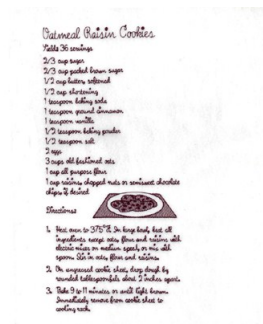 Oatmeal Raisin Cookies
Yields 36 servings
2/3 cup sugar
2/3 cup packed brown sugar
1/2 cup butter, softened
1/2 cup shortening
1 teaspoon baking soda
1 teaspoon ground cinnamon
1 teaspoon vanilla
1/2 teaspoon baking powder
1/2 teaspoon salt
2 eggs
3 cups old fashioned oats
1 cup all purpose flour
1 cup raisins, chopped nuts or semisweet chocolate
chips, if desired
Directions:
1. Heat oven to 375°F. In large bowl, beat all
ingredients except oats, flour and raisins with
electric mixer on medium speed, or mix with
spoon. Stir in oats, flour and raisins.
2. On ungreased cookie sheet, drop dough by
rounded tablespoonfuls about 2 inches apart.
3. Bake 9 to 11 minutes or until light brown.
Immediately remove from cookie sheet to
cooling rack.